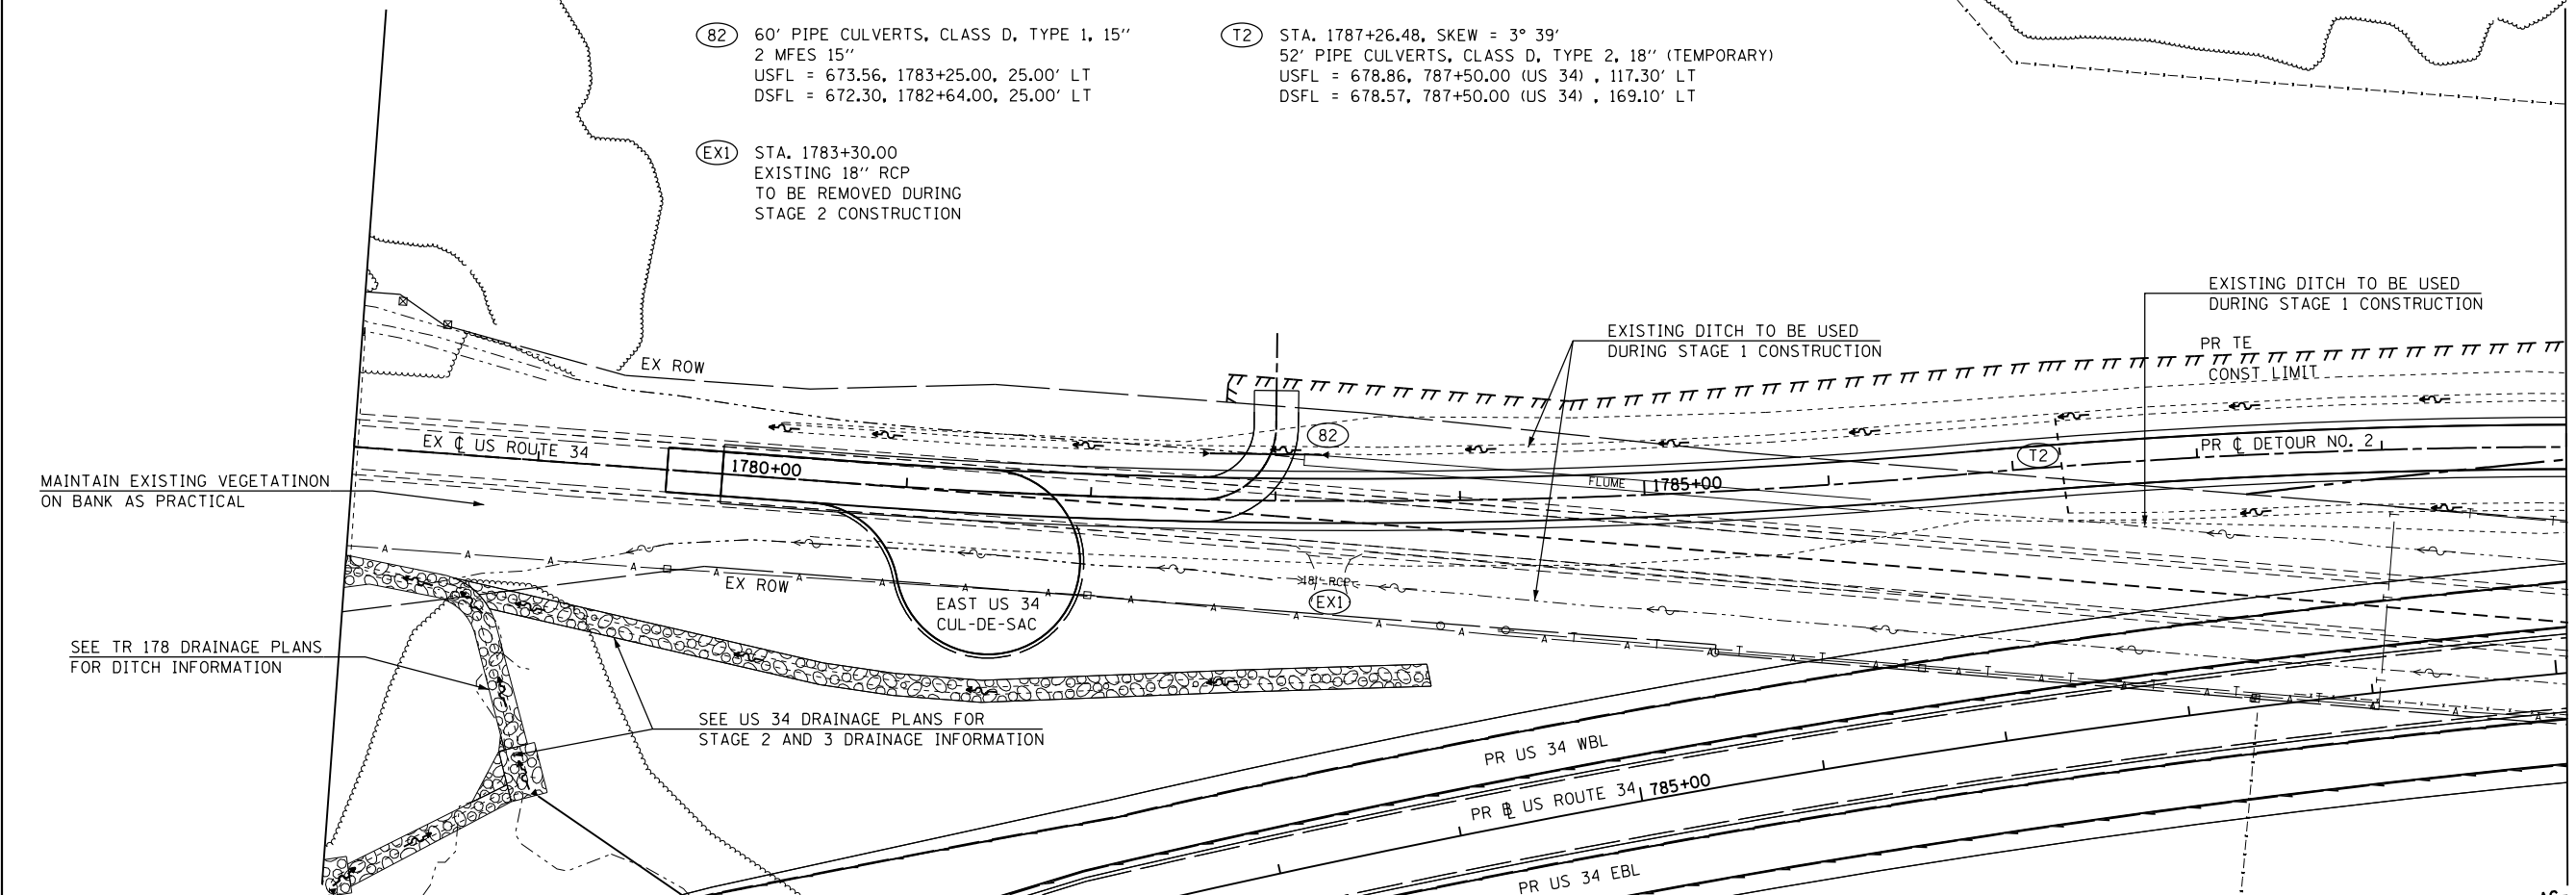 82 60' PIPE CULVERTS, CLASS D, TYPE 1, 15"
2 MFES 15"
USFL = 673.56, 1783+25.00, 25.00' LT
DSFL = 672.30, 1782+64.00, 25.00' LT
T2 STA. 1787+26.48, SKEW = 3° 39'
52' PIPE CULVERTS, CLASS D, TYPE 2, 18" (TEMPORARY)
USFL = 678.86, 787+50.00 (US 34) , 117.30' LT
DSFL = 678.57, 787+50.00 (US 34) , 169.10' LT
EX1 STA. 1783+30.00
EXISTING 18" RCP
TO BE REMOVED DURING
STAGE 2 CONSTRUCTION
EXISTING DITCH TO BE USED
DURING STAGE 1 CONSTRUCTION
EXISTING DITCH TO BE USED
DURING STAGE 1 CONSTRUCTION
PR TE
CONST LIMIT
EX ROW
82
EX ℄ US ROUTE 34
PR ℄ DETOUR NO. 2
T2
1780+00
FLUME
1785+00
MAINTAIN EXISTING VEGETATINON
ON BANK AS PRACTICAL
EX ROW
18" RCP
EX1
EAST US 34
CUL-DE-SAC
SEE TR 178 DRAINAGE PLANS
FOR DITCH INFORMATION
SEE US 34 DRAINAGE PLANS FOR
STAGE 2 AND 3 DRAINAGE INFORMATION
PR US 34 WBL
PR BL US ROUTE 34 785+00
PR US 34 EBL